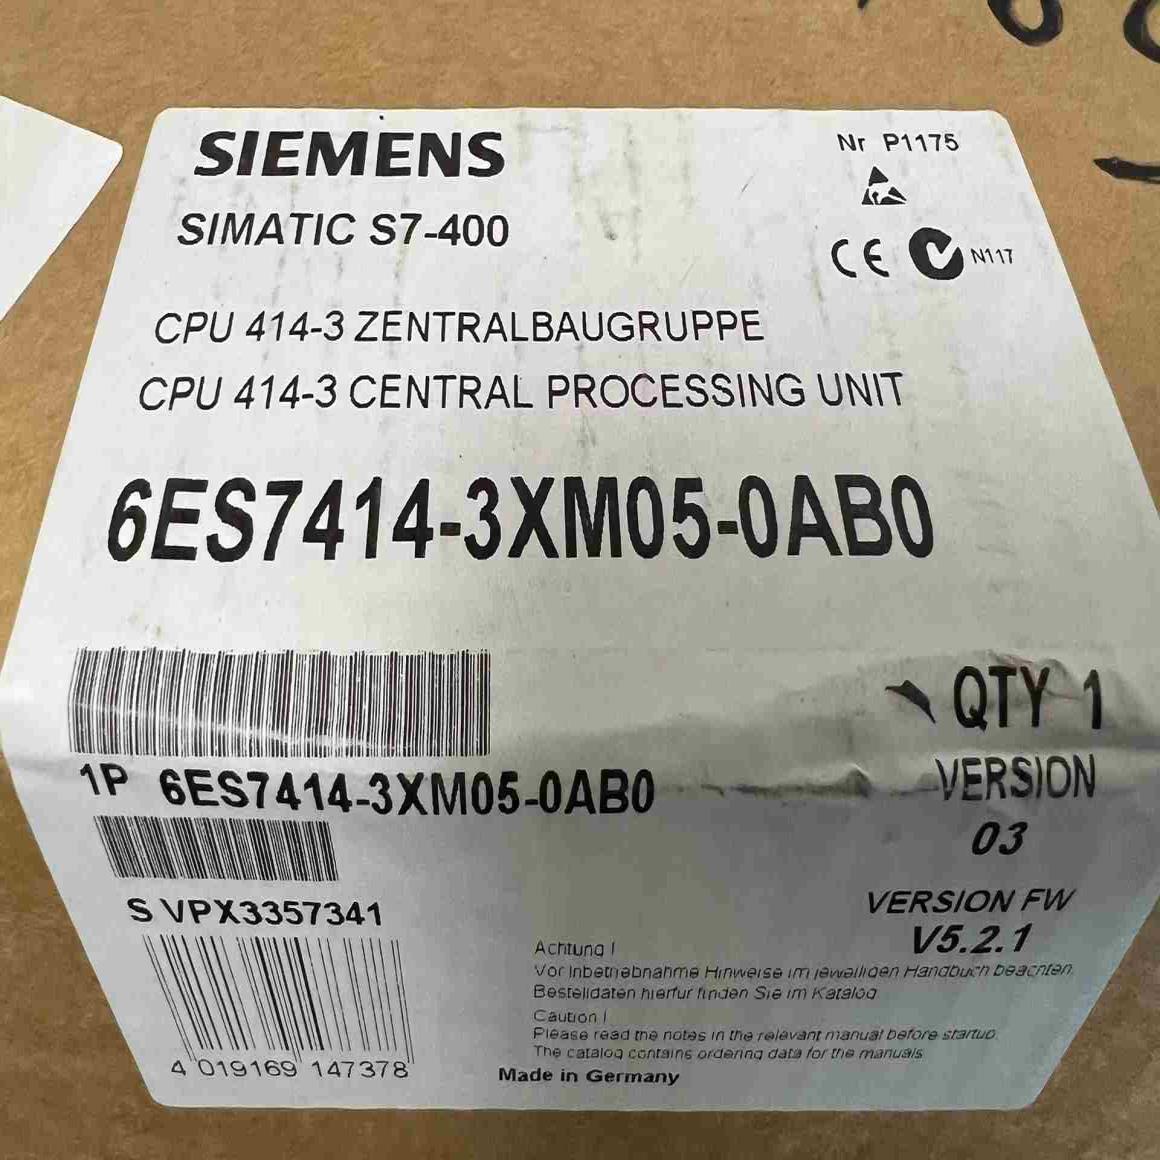 SIEMENS
Nr P1175
SIMATIC S7-400
CE N117
CPU 414-3 ZENTRALBAUGRUPPE
CPU 414-3 CENTRAL PROCESSING UNIT
6ES7414-3XM05-0AB0
QTY 1
1P 6ES7414-3XM05-0AB0
VERSION
03
S VPX3357341
VERSION FW
V5.2.1
Achtung !
Vor Inbetriebnahme Hinweise im jeweiligen Handbuch beachten.
Bestelldaten hierfur finden Sie im Katalog
Caution !
Please read the notes in the relevant manual before startup.
The catalog contains ordering data for the manuals
4 019169 147378
Made in Germany